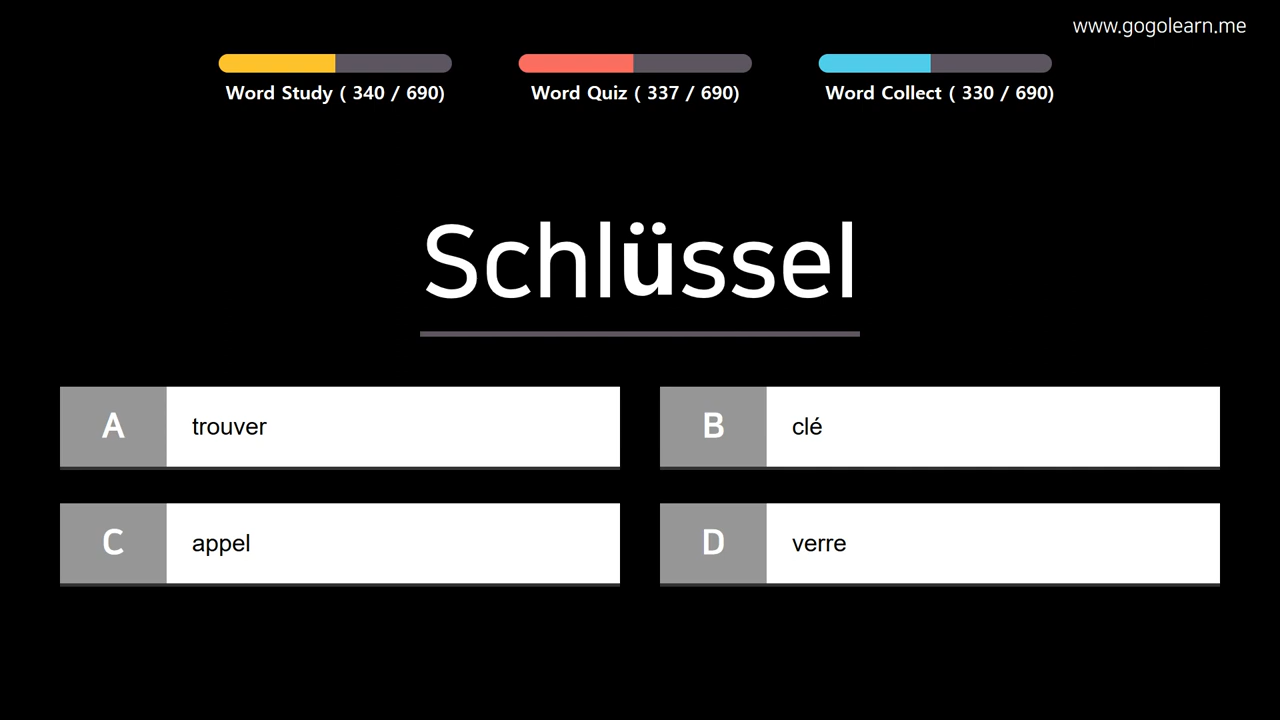 www.gogolearn.me
Word Study ( 340 / 690)
Word Quiz ( 337 / 690)
Word Collect ( 330 / 690)
Schlüssel
A trouver
B clé
C appel
D verre